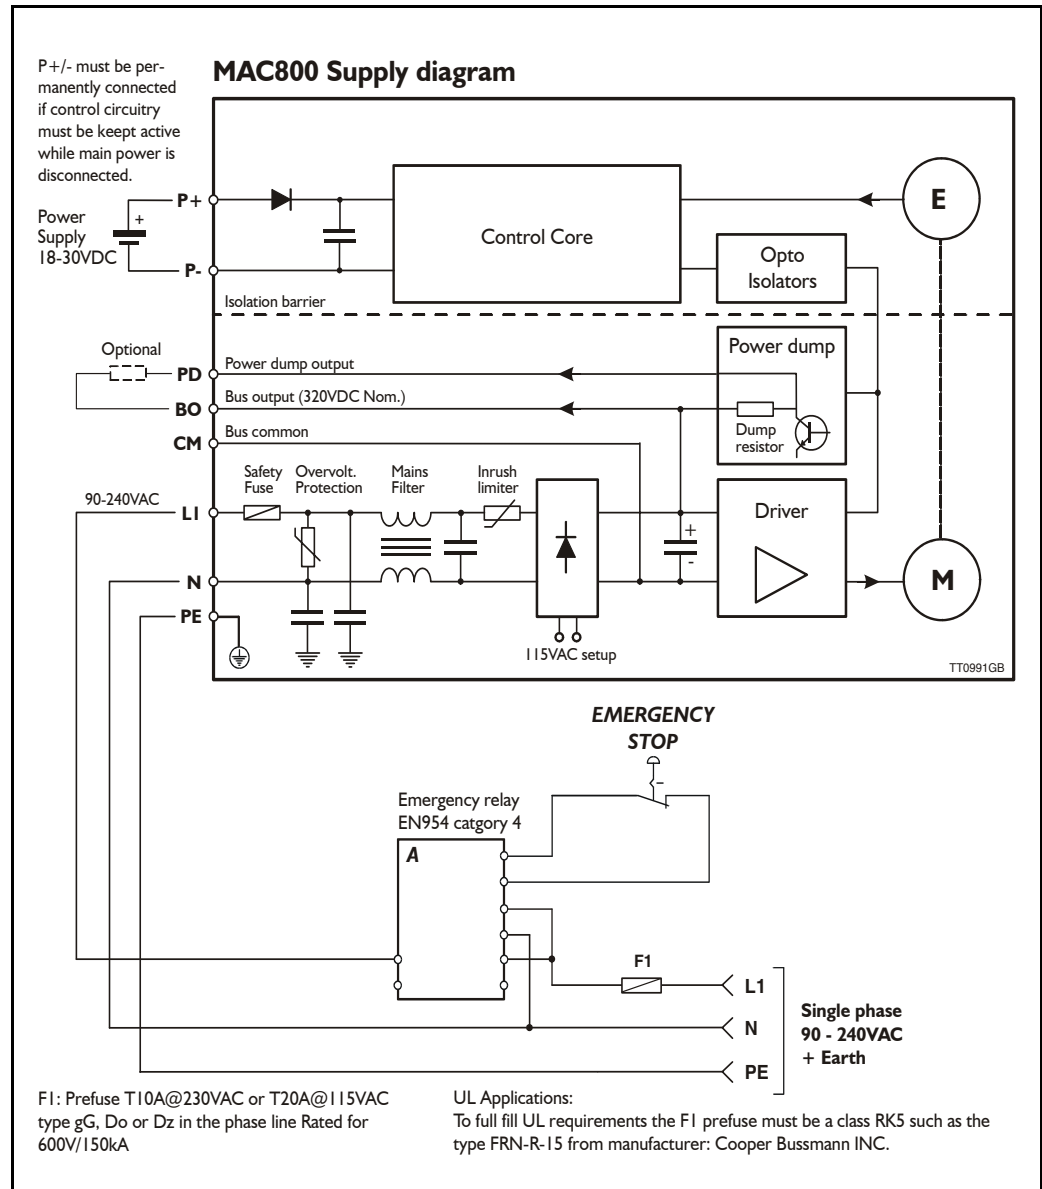 P+/- must be per-
manently connected
if control circuitry
must be keept active
while main power is
disconnected.
MAC800 Supply diagram
P+
Power
Supply
18-30VDC
+
P-
Control Core
E
Opto
Isolators
Isolation barrier
Optional
PD
Power dump output
Power dump
BO
Bus output (320VDC Nom.)
Dump
resistor
CM
Bus common
Safety
Fuse
Overvolt.
Protection
Mains
Filter
Inrush
limiter
90-240VAC
L1
Driver
+
-
N
M
PE
115VAC setup
TT0991GB
EMERGENCY
STOP
Emergency relay
EN954 catgory 4
A
F1
L1
N
PE
Single phase
90 - 240VAC
+ Earth
F1: Prefuse T10A@230VAC or T20A@115VAC
type gG, Do or Dz in the phase line Rated for
600V/150kA
UL Applications:
To full fill UL requirements the F1 prefuse must be a class RK5 such as the
type FRN-R-15 from manufacturer: Cooper Bussmann INC.